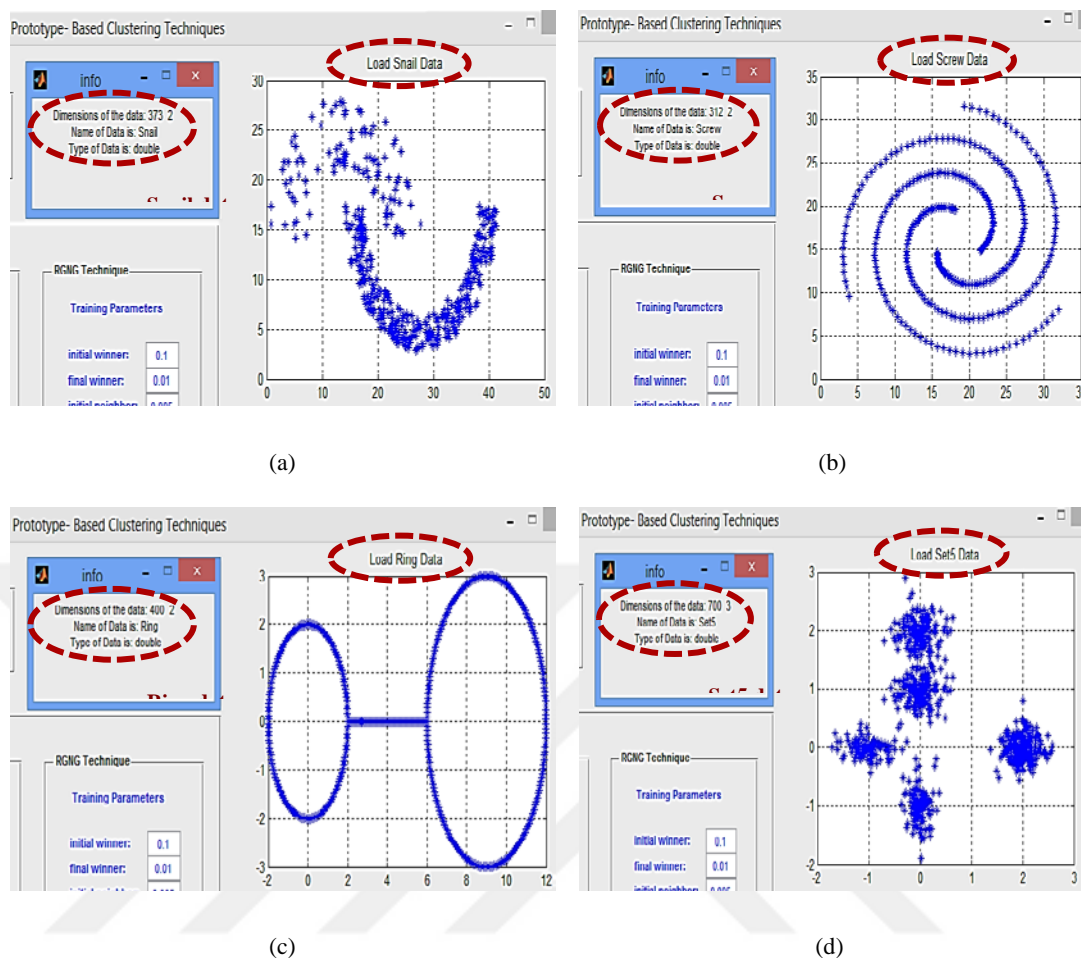 Prototype- Based Clustering Techniques
Load Snail Data
info
Dimensions of the data: 373 2
Name of Data is: Snail
Type of Data is: double
RGNG Technique
Training Parameters
initial winner: 0.1
final winner: 0.01
30
25
20
15
10
5
0
0 10 20 30 40 50
(a)
Prototype- Based Clustering Techniques
Load Screw Data
info
Dimensions of the data: 312 2
Name of Data is: Screw
Type of Data is: double
RGNG Technique
Training Parameters
initial winner: 0.1
final winner: 0.01
35
30
25
20
15
10
5
0
0 5 10 15 20 25 30
(b)
Prototype- Based Clustering Techniques
Load Ring Data
info
Dimensions of the data: 400 2
Name of Data is: Ring
Type of Data is: double
RGNG Technique
Training Parameters
initial winner: 0.1
final winner: 0.01
3
2
1
0
-1
-2
-3
-2 0 2 4 6 8 10 12
(c)
Prototype- Based Clustering Techniques
Load Set5 Data
info
Dimensions of the data: 700 3
Name of Data is: Set5
Type of Data is: double
RGNG Technique
Training Parameters
initial winner: 0.1
final winner: 0.01
3
2
1
0
-1
-2
-2 -1 0 1 2 3
(d)